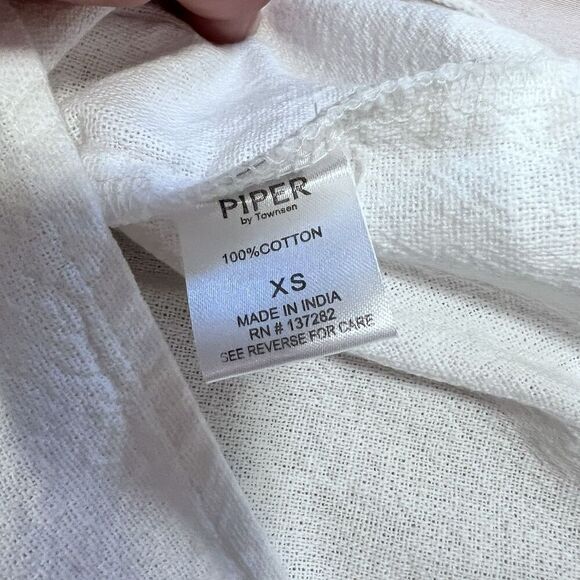 PIPER
by Townsen
100%COTTON
XS
MADE IN INDIA
RN # 137282
SEE REVERSE FOR CARE